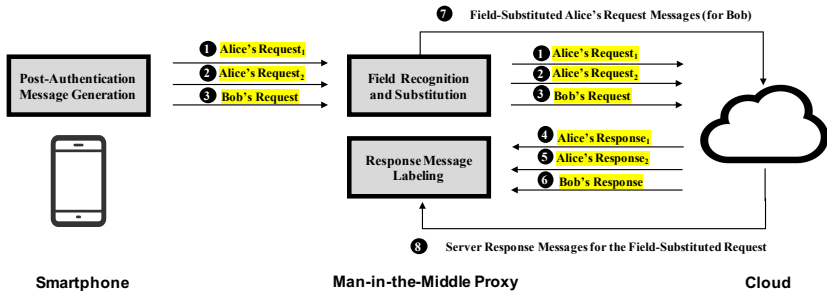 7 Field-Substituted Alice's Request Messages (for Bob)
Post-Authentication
Message Generation
1 Alice's Request1
2 Alice's Request2
3 Bob's Request
Field Recognition
and Substitution
1 Alice's Request1
2 Alice's Request2
3 Bob's Request
Response Message
Labeling
4 Alice's Response1
5 Alice's Response2
6 Bob's Response
8 Server Response Messages for the Field-Substituted Request
Smartphone
Man-in-the-Middle Proxy
Cloud